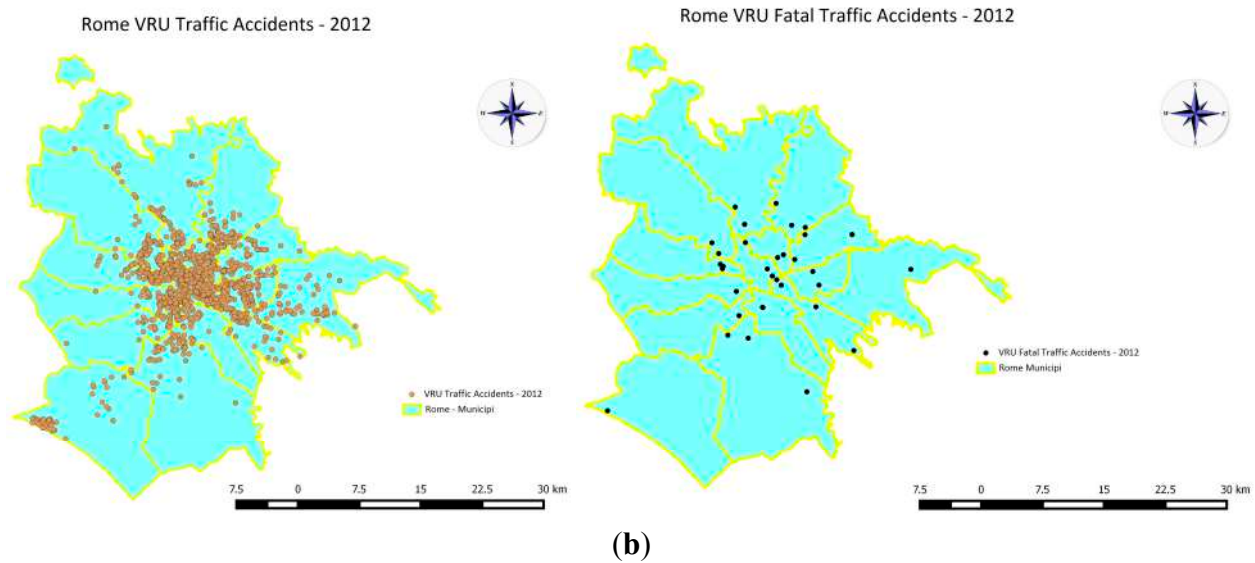 Rome VRU Traffic Accidents - 2012
Rome VRU Fatal Traffic Accidents - 2012
VRU Traffic Accidents - 2012
Rome - Municipi
VRU Fatal Traffic Accidents - 2012
Rome Municipi
7.5 0 7.5 15 22.5 30 km
7.5 0 7.5 15 22.5 30 km
(b)